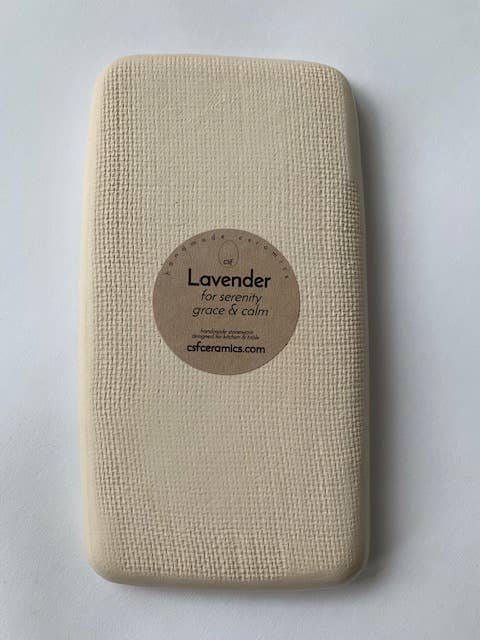 handmade ceramics
csf
Lavender
for serenity
grace & calm
handmade stoneware
designed for kitchen & table
csfceramics.com